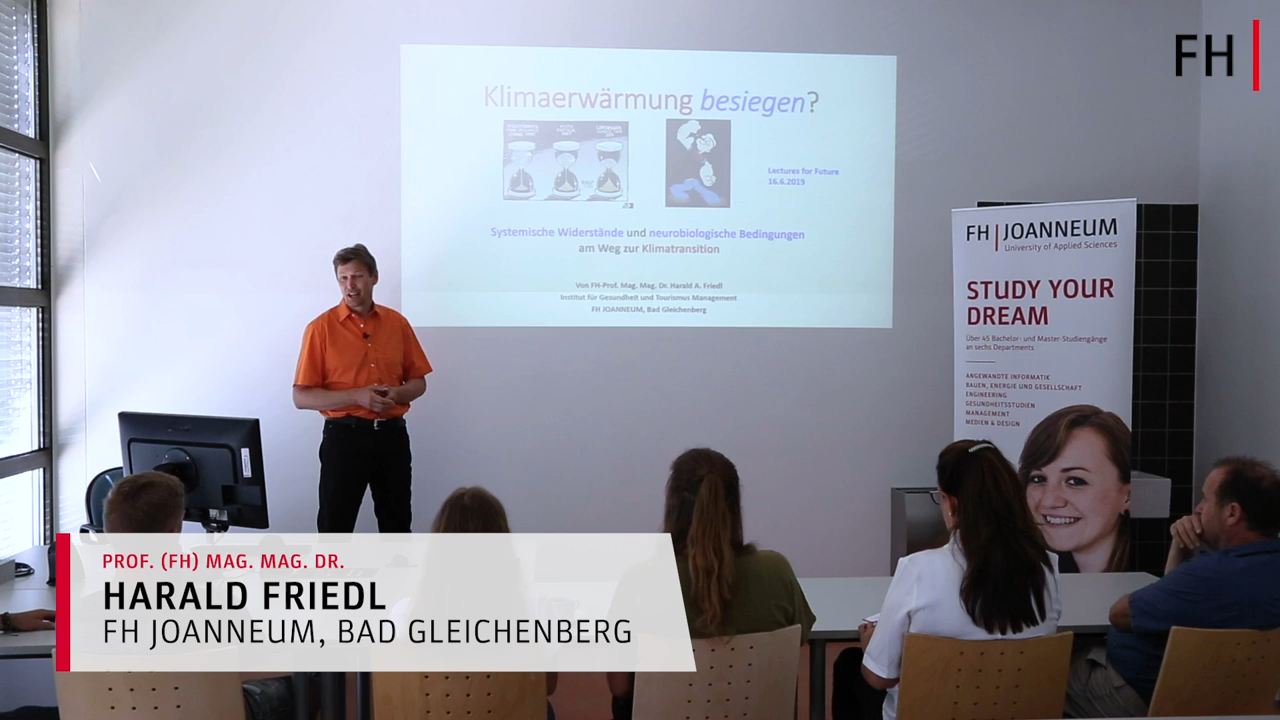 FH
Klimaerwärmung besiegen?
Lectures for Future
16.6.2019
Systemische Widerstände und neurobiologische Bedingungen
am Weg zur Klimatransition
Von FH-Prof. Mag. Mag. Dr. Harald A. Friedl
Institut für Gesundheit und Tourismus Management
FH JOANNEUM, Bad Gleichenberg
FH JOANNEUM
University of Applied Sciences
STUDY YOUR
DREAM
Über 45 Bachelor- und Master-Studiengänge
an sechs Departments
ANGEWANDTE INFORMATIK
BAUEN, ENERGIE UND GESELLSCHAFT
ENGINEERING
GESUNDHEITSSTUDIEN
MANAGEMENT
MEDIEN & DESIGN
PROF. (FH) MAG. MAG. DR.
HARALD FRIEDL
FH JOANNEUM, BAD GLEICHENBERG